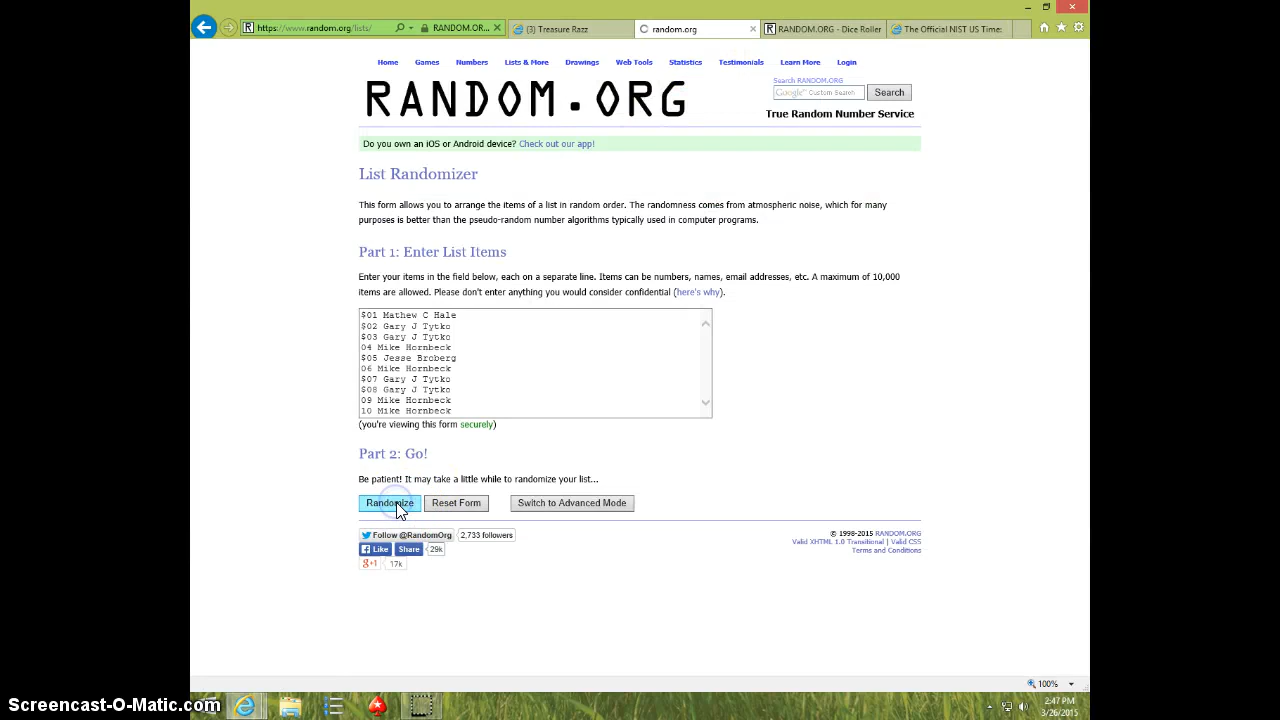 https://www.random.org/lists/
RANDOM.OR...
(3) Treasure Razz
random.org
RANDOM.ORG - Dice Roller
The Official NIST US Time:
Home Games Numbers Lists & More Drawings Web Tools Statistics Testimonials Learn More Login
RANDOM.ORG
Search RANDOM.ORG
Google™ Custom Search
Search
True Random Number Service
Do you own an iOS or Android device? Check out our app!
List Randomizer
This form allows you to arrange the items of a list in random order. The randomness comes from atmospheric noise, which for many
purposes is better than the pseudo-random number algorithms typically used in computer programs.
Part 1: Enter List Items
Enter your items in the field below, each on a separate line. Items can be numbers, names, email addresses, etc. A maximum of 10,000
items are allowed. Please don't enter anything you would consider confidential (here's why).
$01 Mathew C Hale
$02 Gary J Tytko
$03 Gary J Tytko
04 Mike Hornbeck
$05 Jesse Broberg
06 Mike Hornbeck
$07 Gary J Tytko
$08 Gary J Tytko
09 Mike Hornbeck
10 Mike Hornbeck
(you're viewing this form securely)
Part 2: Go!
Be patient! It may take a little while to randomize your list...
Randomize Reset Form Switch to Advanced Mode
Follow @RandomOrg 2,733 followers
Like Share 29k
g+1 17k
© 1998-2015 RANDOM.ORG
Valid XHTML 1.0 Transitional | Valid CSS
Terms and Conditions
100%
2:47 PM
3/26/2015
Screencast-O-Matic.com